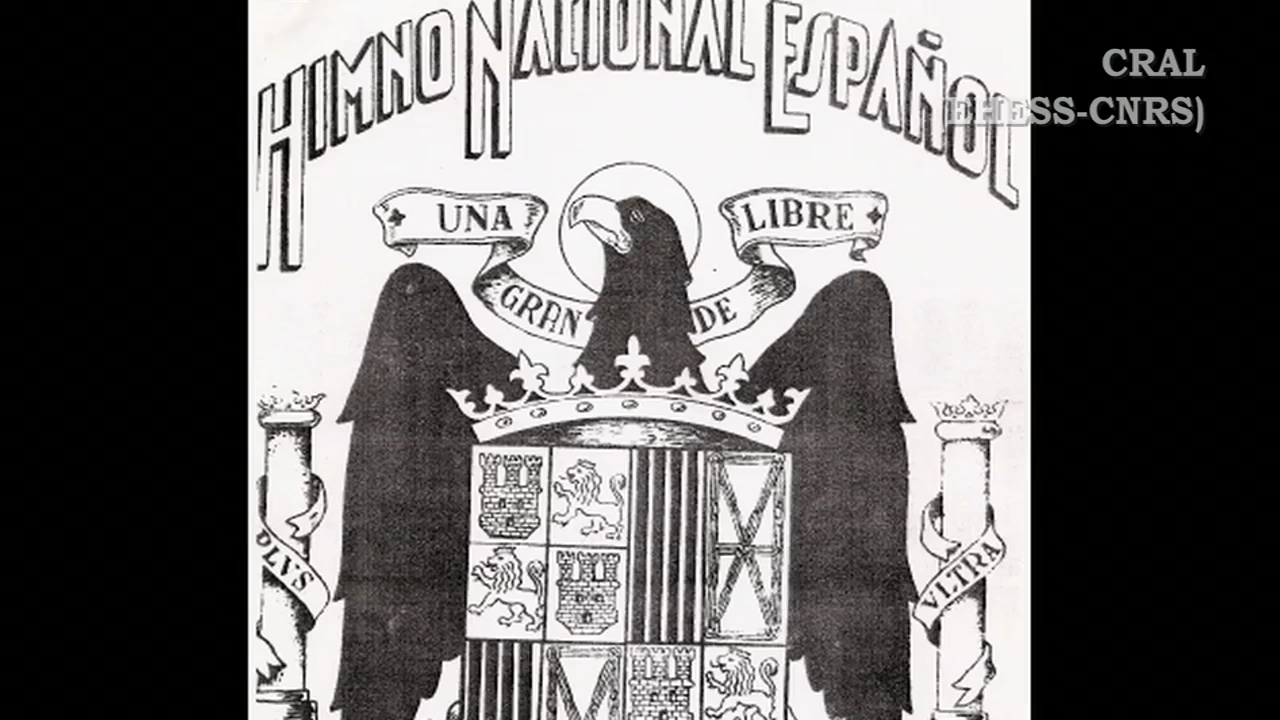 HIMNO NACIONAL ESPAÑOL
CRAL
EHESS-CNRS)
UNA
GRANDE
LIBRE
PLVS
VLTRA